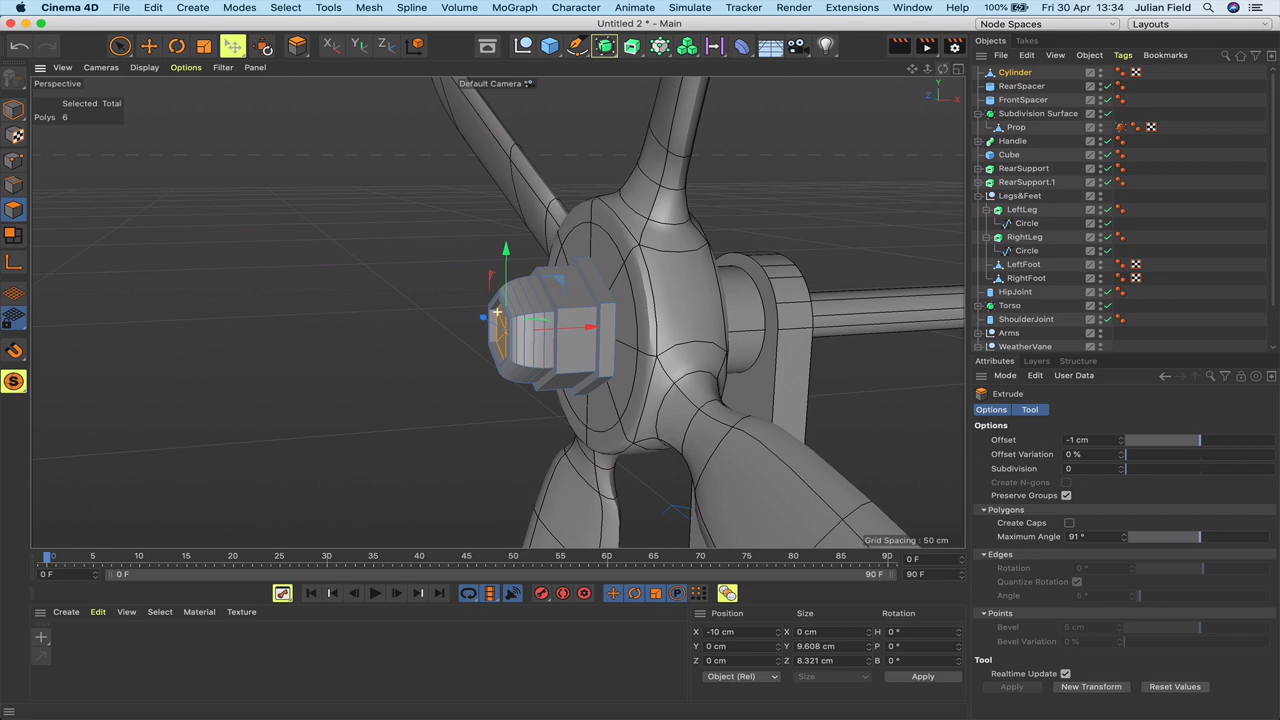 Cinema 4D File Edit Create Modes Select Tools Mesh Spline Volume MoGraph Character Animate Simulate Tracker Render Extensions Window Help 100% Fri 30 Apr 13:34 Julian Field
Untitled 2 * - Main
Node Spaces Layouts
X Y Z
Objects Takes
File Edit View Object Tags Bookmarks
View Cameras Display Options Filter Panel
Perspective
Default Camera
Y
Z X
Selected Total
Polys 6
Cylinder
RearSpacer
FrontSpacer
Subdivision Surface
Prop
Handle
Cube
RearSupport
RearSupport.1
Legs&Feet
LeftLeg
Circle
RightLeg
Circle
LeftFoot
RightFoot
HipJoint
Torso
ShoulderJoint
Arms
WeatherVane
S
Attributes Layers Structure
Mode Edit User Data
Extrude
Options Tool
Options
Offset -1 cm
Offset Variation 0 %
Subdivision 0
Create N-gons
Preserve Groups
Polygons
Create Caps
Maximum Angle 91 °
Edges
Rotation 0 °
Quantize Rotation
Angle 5 °
Points
Bevel 5 cm
Bevel Variation 0 %
Tool
Realtime Update
Apply New Transform Reset Values
Grid Spacing : 50 cm
0 5 10 15 20 25 30 35 40 45 50 55 60 65 70 75 80 85 90
0 F
0 F 0 F 90 F 90 F
P
Create Edit View Select Material Texture
Position Size Rotation
X -10 cm X 0 cm H 0 °
Y 0 cm Y 9.608 cm P 0 °
Z 0 cm Z 8.321 cm B 0 °
Object (Rel) Size Apply